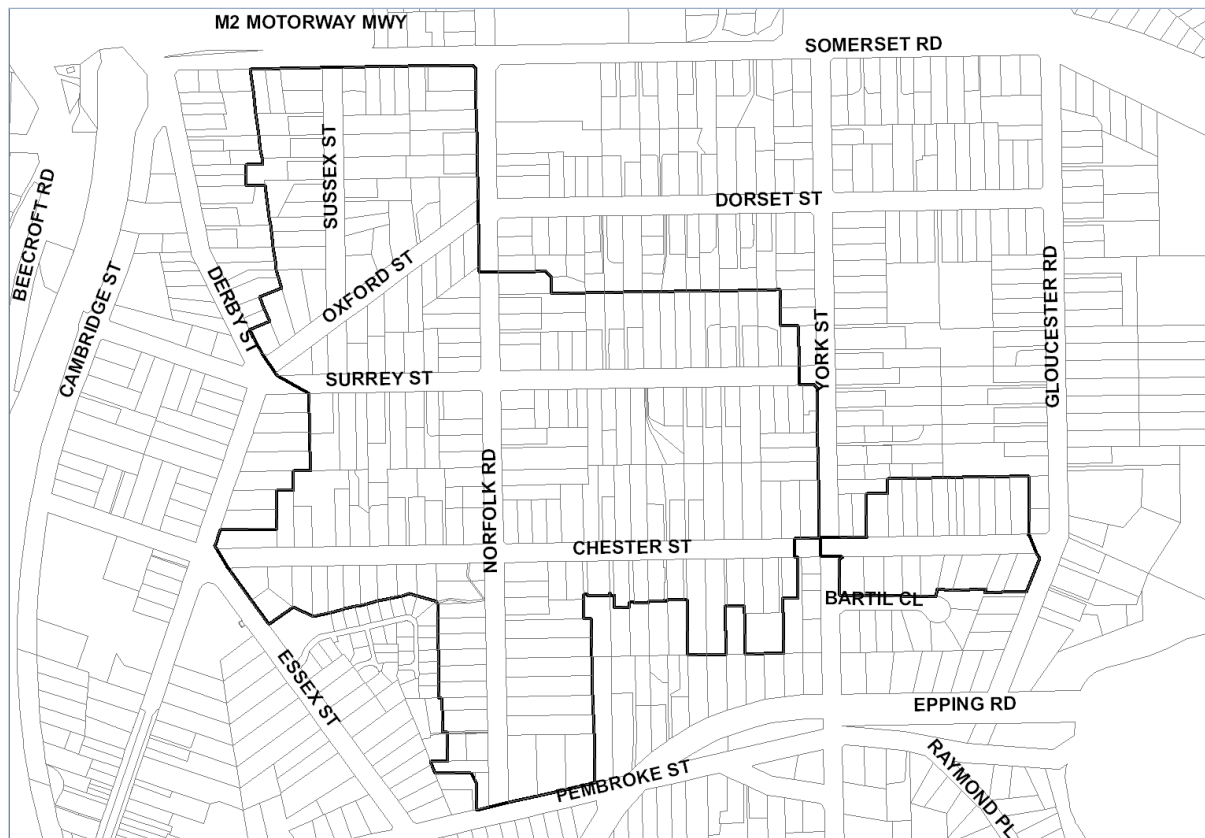 M2 MOTORWAY MWY
SOMERSET RD
SUSSEX ST
DORSET ST
BEECROFT RD
CAMBRIDGE ST
DERBY ST
OXFORD ST
GLOUCESTER RD
YORK ST
SURREY ST
NORFOLK RD
CHESTER ST
BARTIL CL
ESSEX ST
EPPING RD
PEMBROKE ST
RAYMOND PL